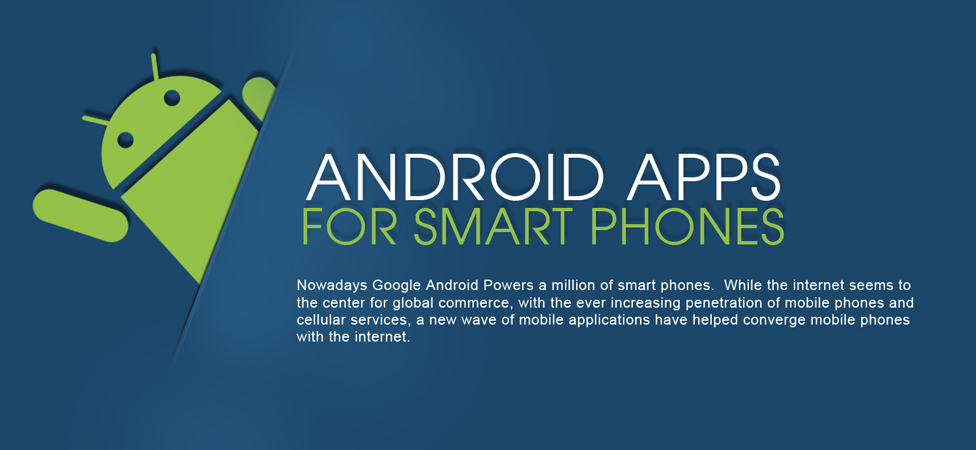 ANDROID APPS
FOR SMART PHONES
Nowadays Google Android Powers a million of smart phones.  While the internet seems to
the center for global commerce, with the ever increasing penetration of mobile phones and
cellular services, a new wave of mobile applications have helped converge mobile phones
with the internet.